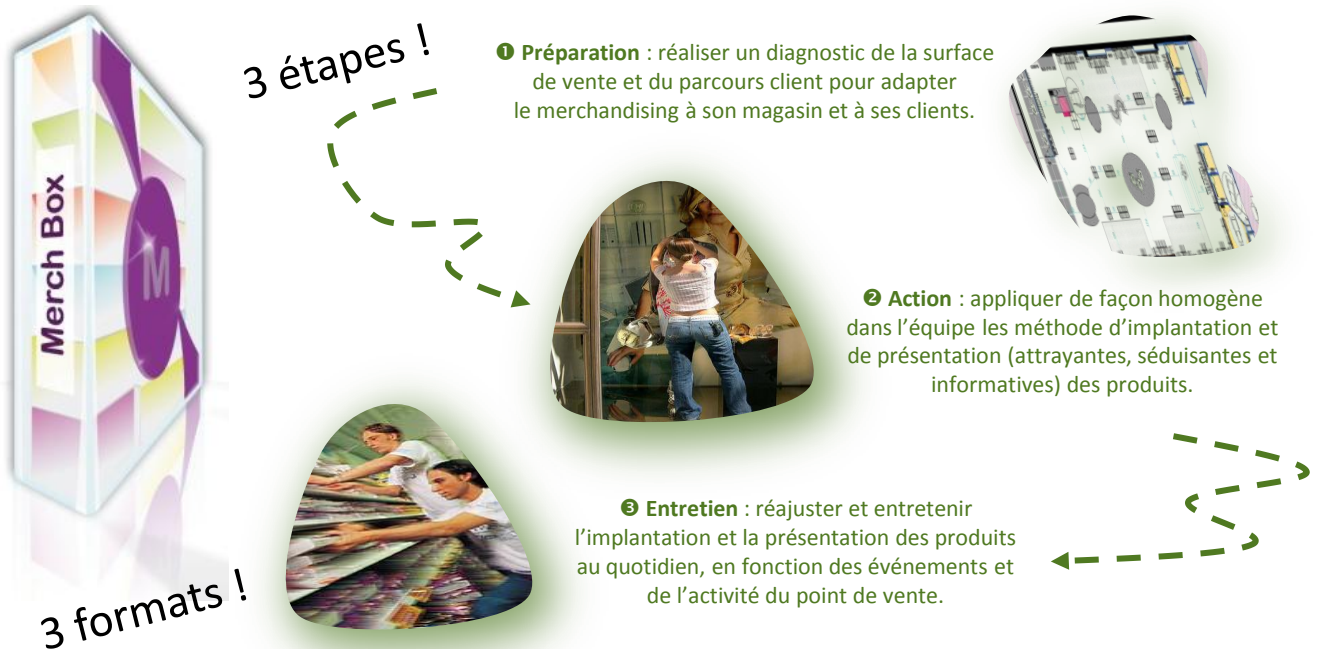 3 étapes !
❶ Préparation : réaliser un diagnostic de la surface
de vente et du parcours client pour adapter
le merchandising à son magasin et à ses clients.
Merch Box
M
❷ Action : appliquer de façon homogène
dans l'équipe les méthode d'implantation et
de présentation (attrayantes, séduisantes et
informatives) des produits.
❸ Entretien : réajuster et entretenir
l'implantation et la présentation des produits
au quotidien, en fonction des événements et
de l'activité du point de vente.
3 formats !